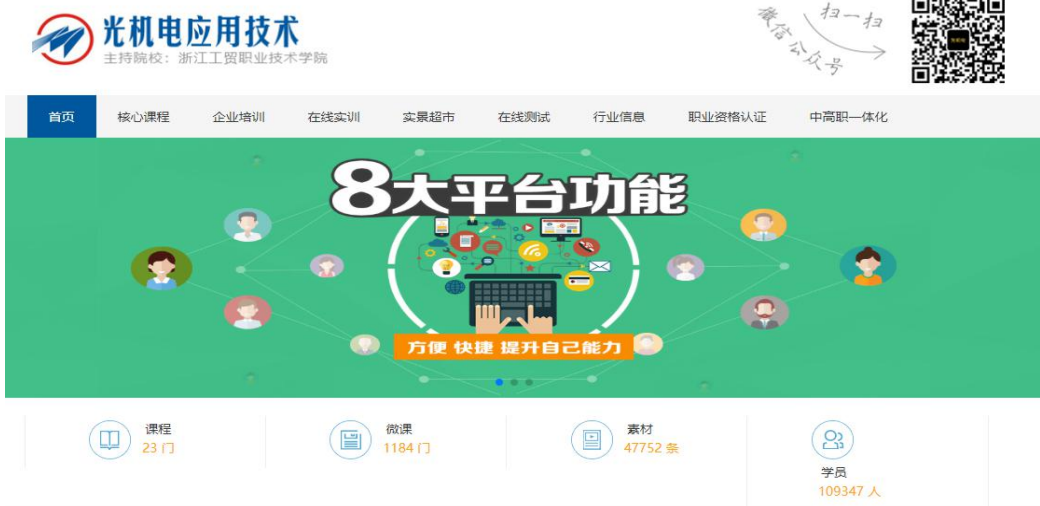 光机电应用技术
主持院校：浙江工贸职业技术学院
微信公众号
扫一扫
首页 核心课程 企业培训 在线实训 实景超市 在线测试 行业信息 职业资格认证 中高职一体化
8大平台功能
方便 快捷 提升自己能力
课程
23 门
微课
1184 门
素材
47752 条
学员
109347 人